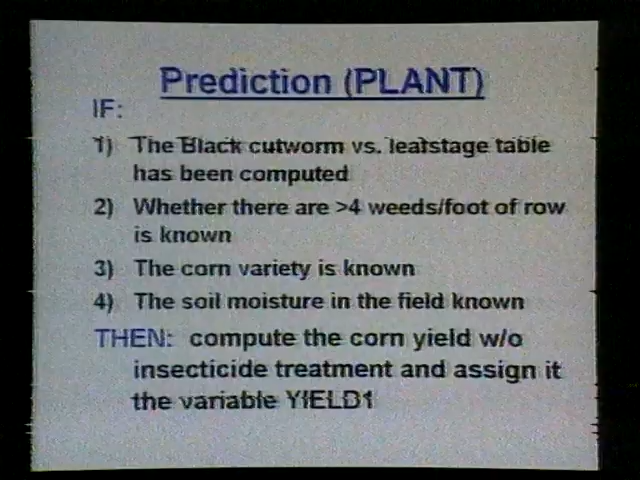 Prediction (PLANT)
IF:
1) The Black cutworm vs. leafstage table
has been computed
2) Whether there are >4 weeds/foot of row
is known
3) The corn variety is known
4) The soil moisture in the field known
THEN: compute the corn yield w/o
insecticide treatment and assign it
the variable YIELD1